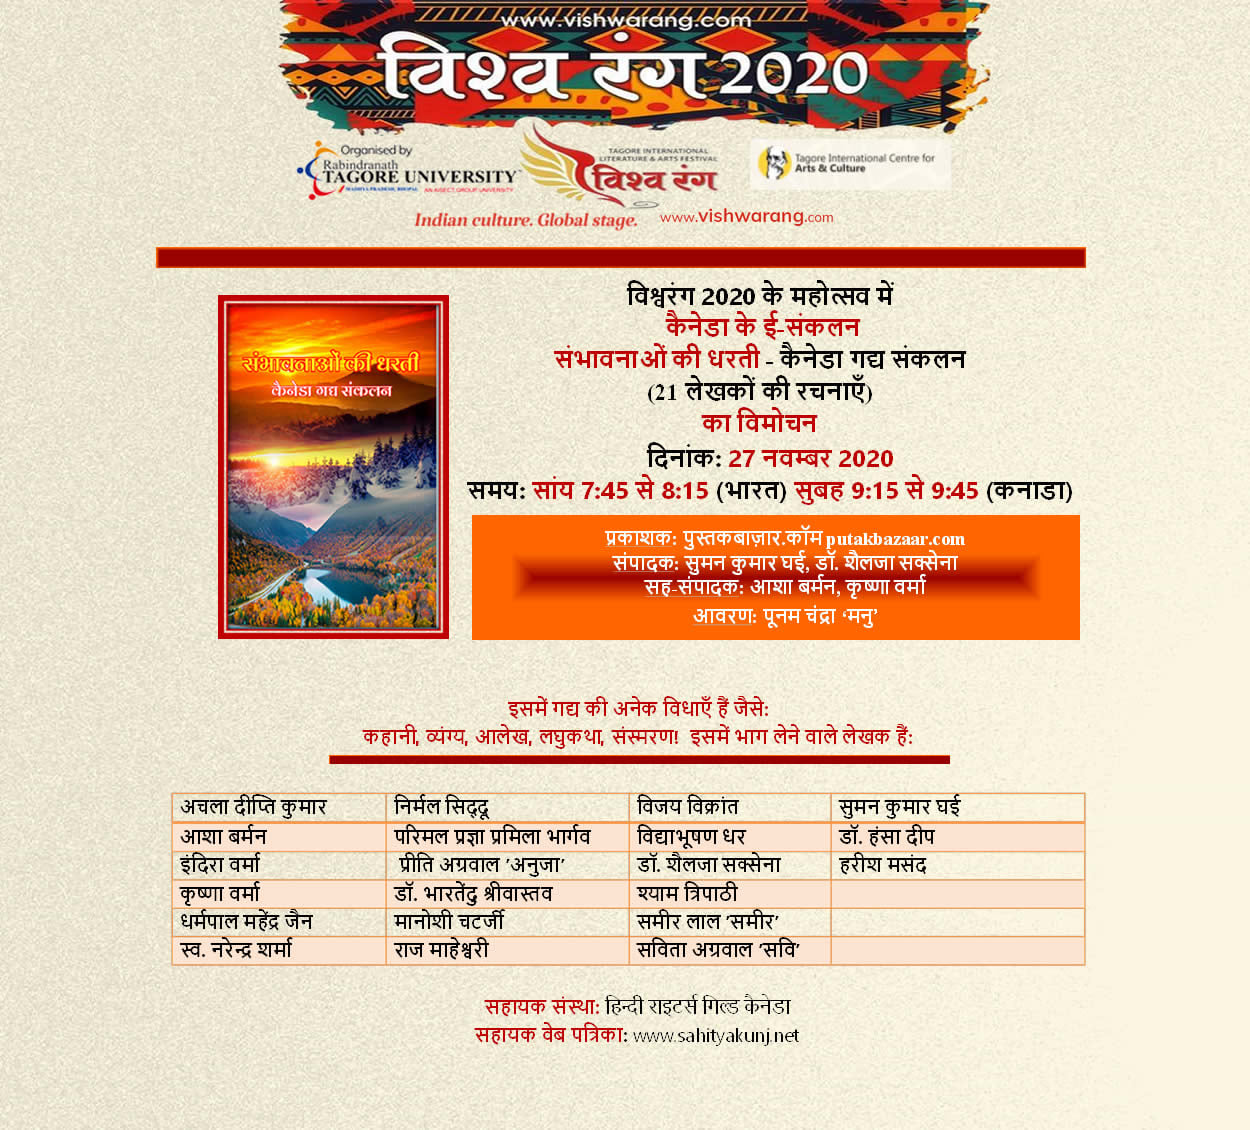 www.vishwarang.com
विश्व रंग 2020
Organised by
Rabindranath
TAGORE UNIVERSITY
MADHYA PRADESH, BHOPAL
AN AISECT GROUP UNIVERSITY
TAGORE INTERNATIONAL
LITERATURE & ARTS FESTIVAL
विश्व रंग
Tagore International Centre for
Arts & Culture
Indian culture. Global stage.
www.vishwarang.com
संभावनाओं की धरती
कैनेडा गद्य संकलन
विश्वरंग 2020 के महोत्सव में
कैनेडा के ई-संकलन
संभावनाओं की धरती - कैनेडा गद्य संकलन
(21 लेखकों की रचनाएँ)
का विमोचन
दिनांक: 27 नवम्बर 2020
समय: सांय 7:45 से 8:15 (भारत) सुबह 9:15 से 9:45 (कनाडा)
प्रकाशक: पुस्तकबाज़ार.कॉम putakbazaar.com
संपादक: सुमन कुमार घई, डॉ. शैलजा सक्सेना
सह-संपादक: आशा बर्मन, कृष्णा वर्मा
आवरण: पूनम चंद्रा ‘मनु’
इसमें गद्य की अनेक विधाएँ हैं जैसे:
कहानी, व्यंग्य, आलेख, लघुकथा, संस्मरण! इसमें भाग लेने वाले लेखक हैं:
अचला दीप्ति कुमार निर्मल सिद्दू विजय विक्रांत सुमन कुमार घई
आशा बर्मन परिमल प्रज्ञा प्रमिला भार्गव विद्याभूषण धर डॉ. हंसा दीप
इंदिरा वर्मा प्रीति अग्रवाल ’अनुजा’ डॉ. शैलजा सक्सेना हरीश मसंद
कृष्णा वर्मा डॉ. भारतेंदु श्रीवास्तव श्याम त्रिपाठी
धर्मपाल महेंद्र जैन मानोशी चटर्जी समीर लाल ’समीर’
स्व. नरेन्द्र शर्मा राज माहेश्वरी सविता अग्रवाल ’सवि’
सहायक संस्था: हिन्दी राइटर्स गिल्ड कैनेडा
सहायक वेब पत्रिका: www.sahityakunj.net